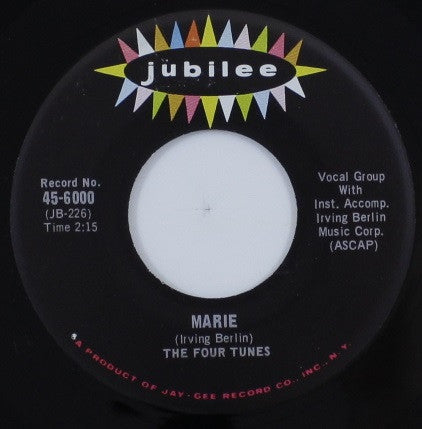 jubilee
Record No.
45-6000
(JB-226)
Time 2:15
Vocal Group
With
Inst. Accomp.
Irving Berlin
Music Corp.
(ASCAP)
MARIE
(Irving Berlin)
THE FOUR TUNES
A PRODUCT OF JAY-GEE RECORD CO., INC., N.Y.